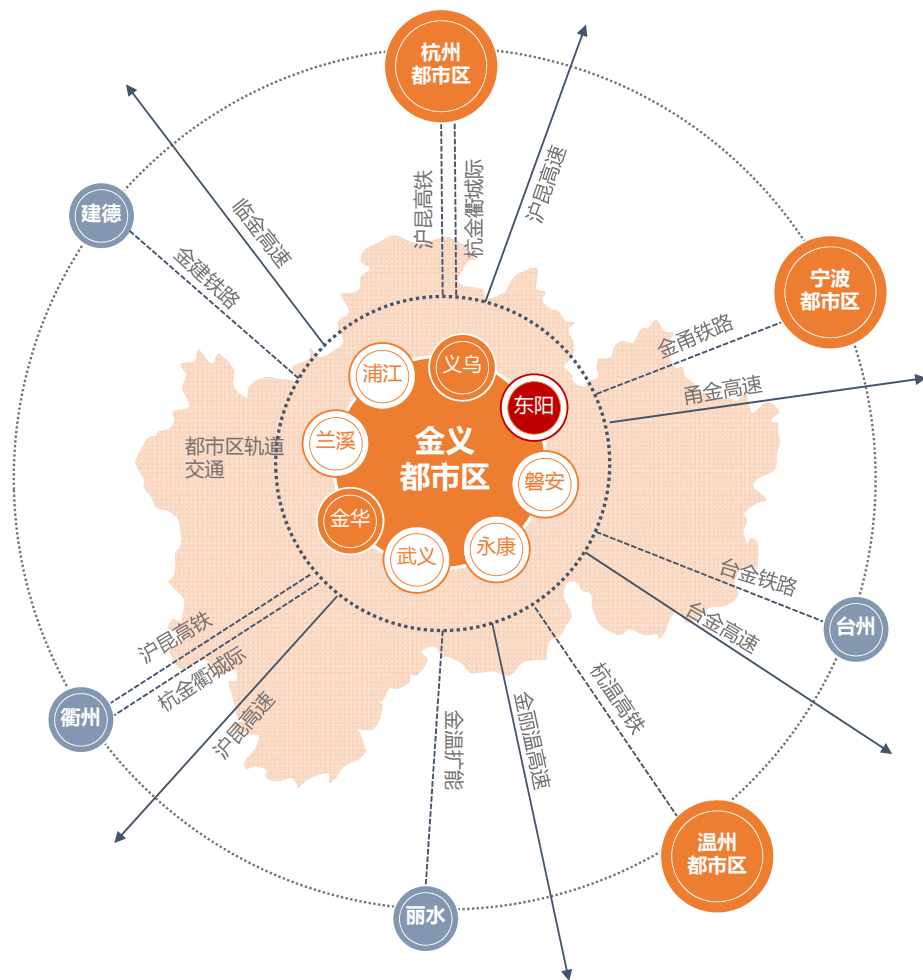 杭州
都市区
沪昆高速
临金高速
沪昆高铁
杭金衢城际
建德
金建铁路
宁波
都市区
金甬铁路
甬金高速
浦江
义乌
东阳
兰溪
金义
都市区
都市区轨道
交通
磐安
金华
武义
永康
台金铁路
台州
台金高速
沪昆高铁
杭金衢城际
衢州
沪昆高速
金温扩能
金丽温高速
杭温高铁
温州
都市区
丽水